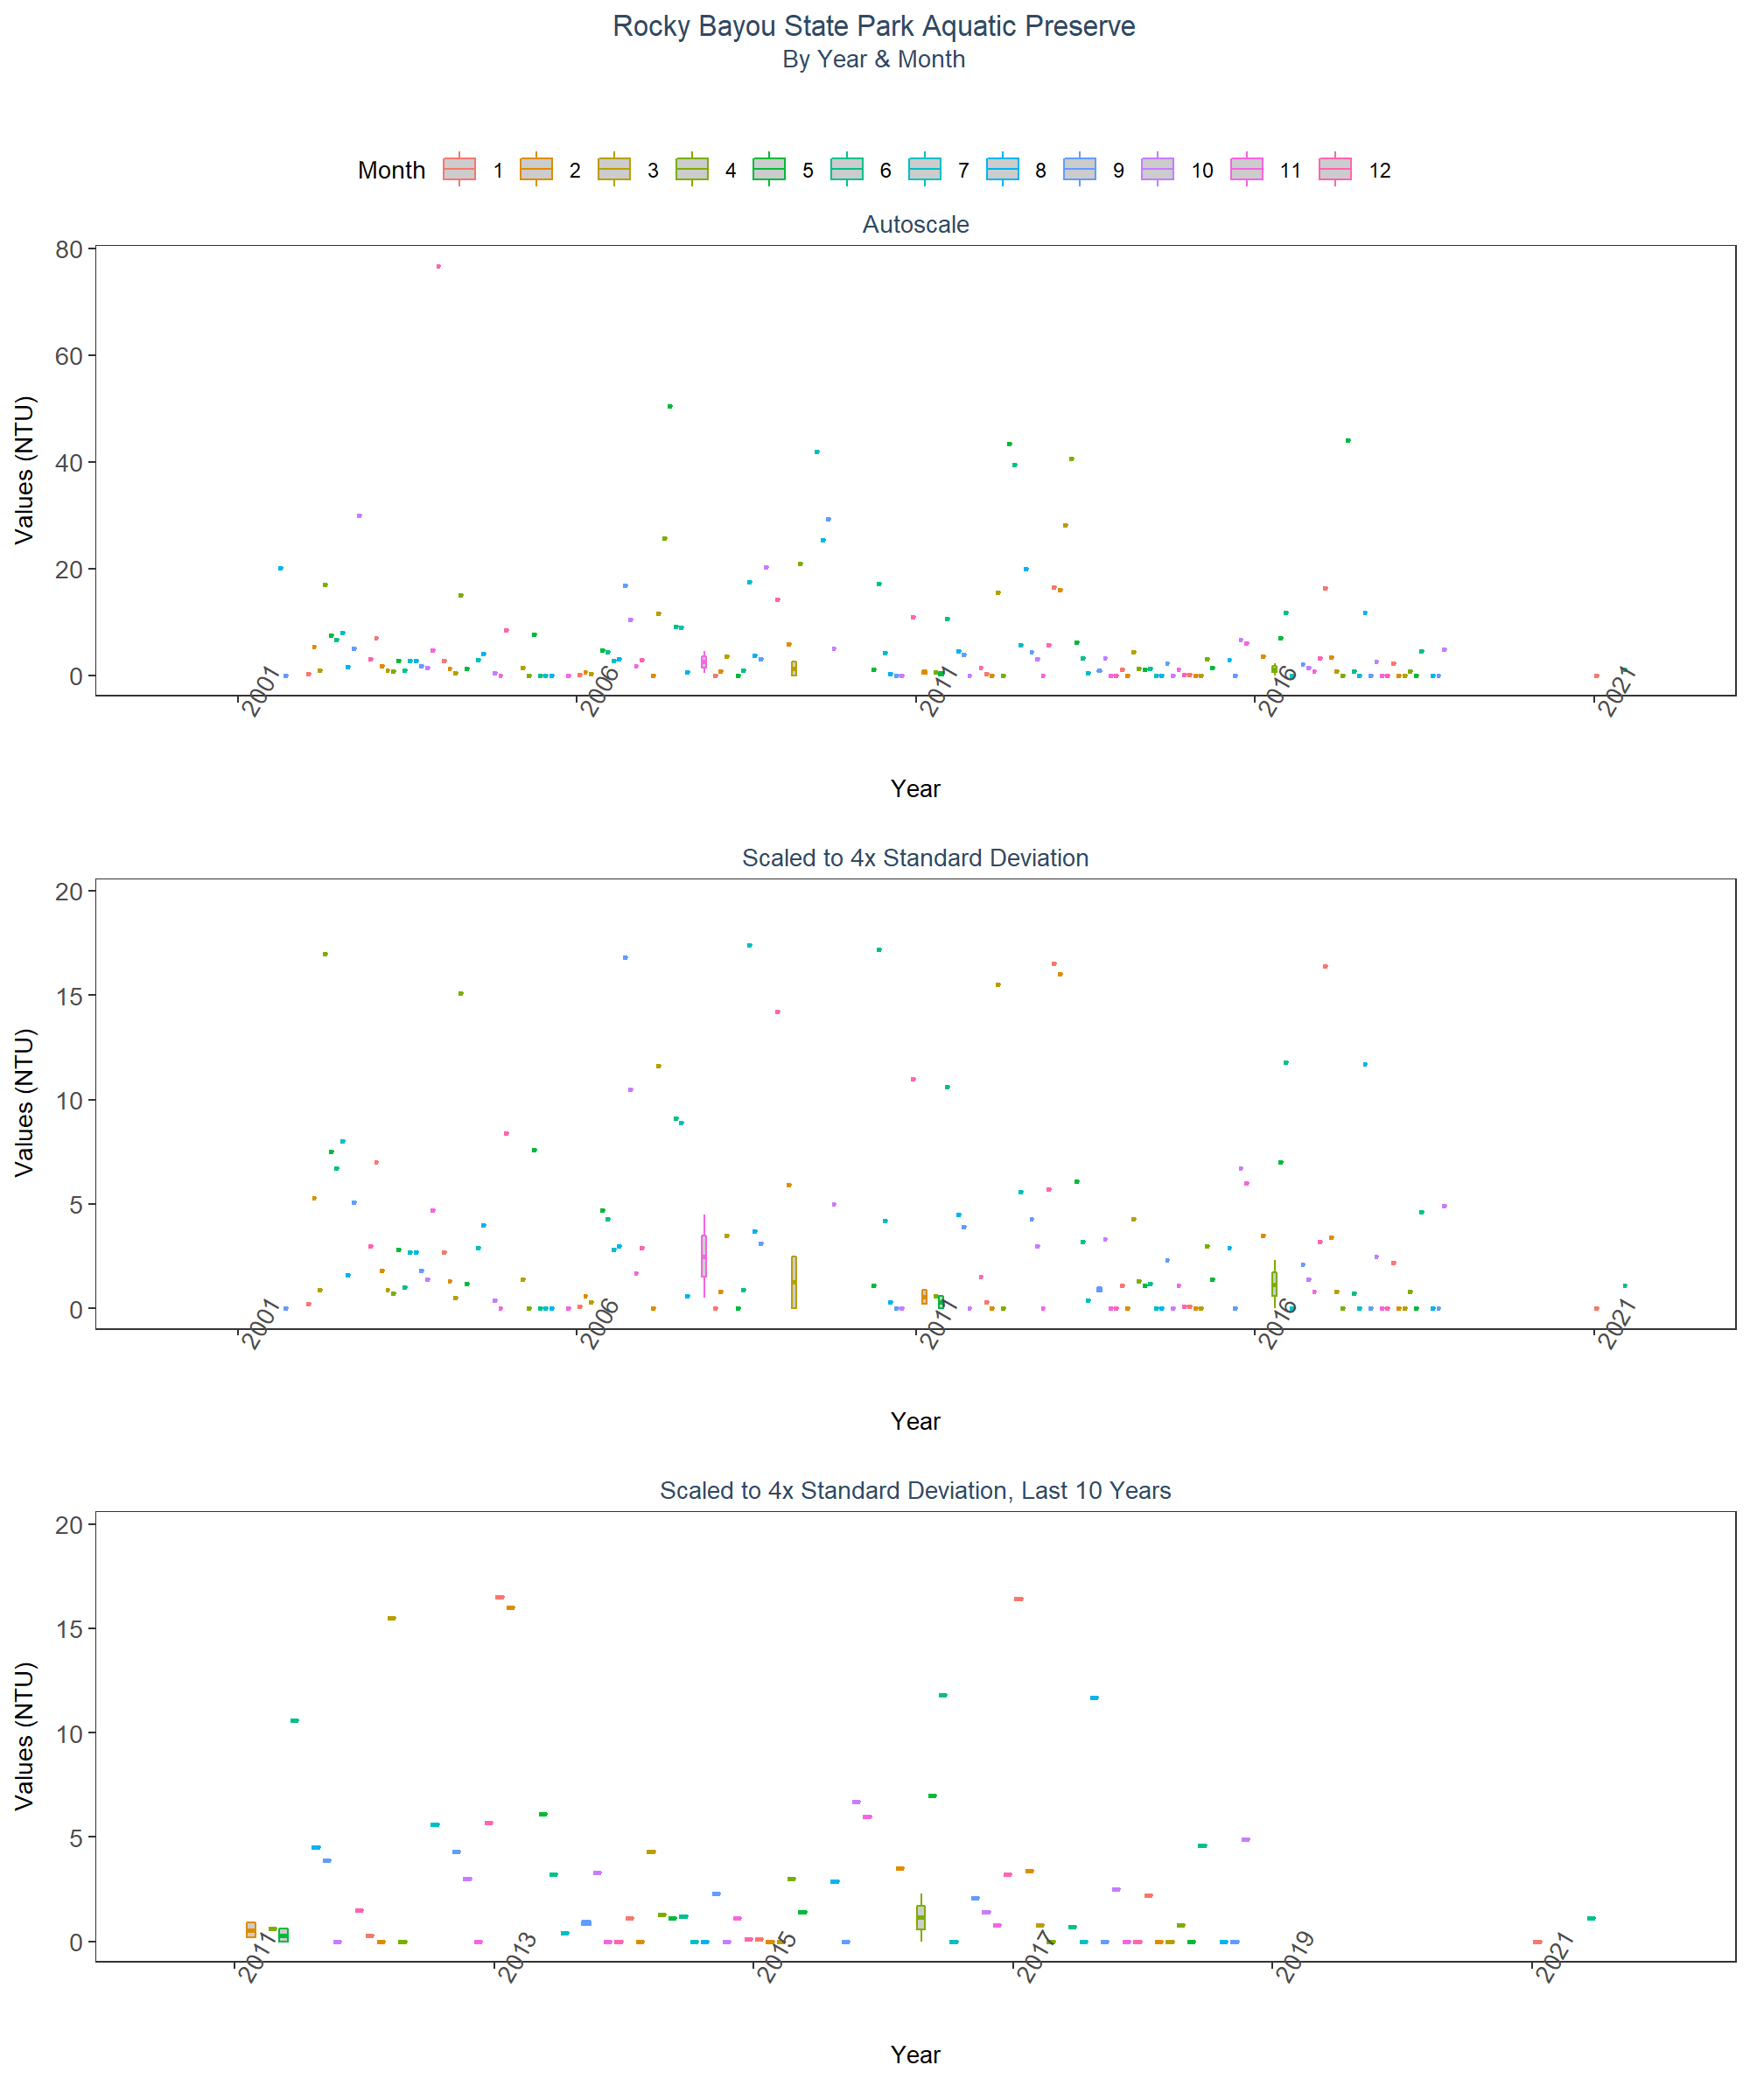 Rocky Bayou State Park Aquatic Preserve
By Year & Month
Month 1 2 3 4 5 6 7 8 9 10 11 12
Autoscale
Values (NTU)
80
60
40
20
0
2001 2006 2011 2016 2021
Year
Scaled to 4x Standard Deviation
Values (NTU)
20
15
10
5
0
2001 2006 2011 2016 2021
Year
Scaled to 4x Standard Deviation, Last 10 Years
Values (NTU)
20
15
10
5
0
2011 2013 2015 2017 2019 2021
Year